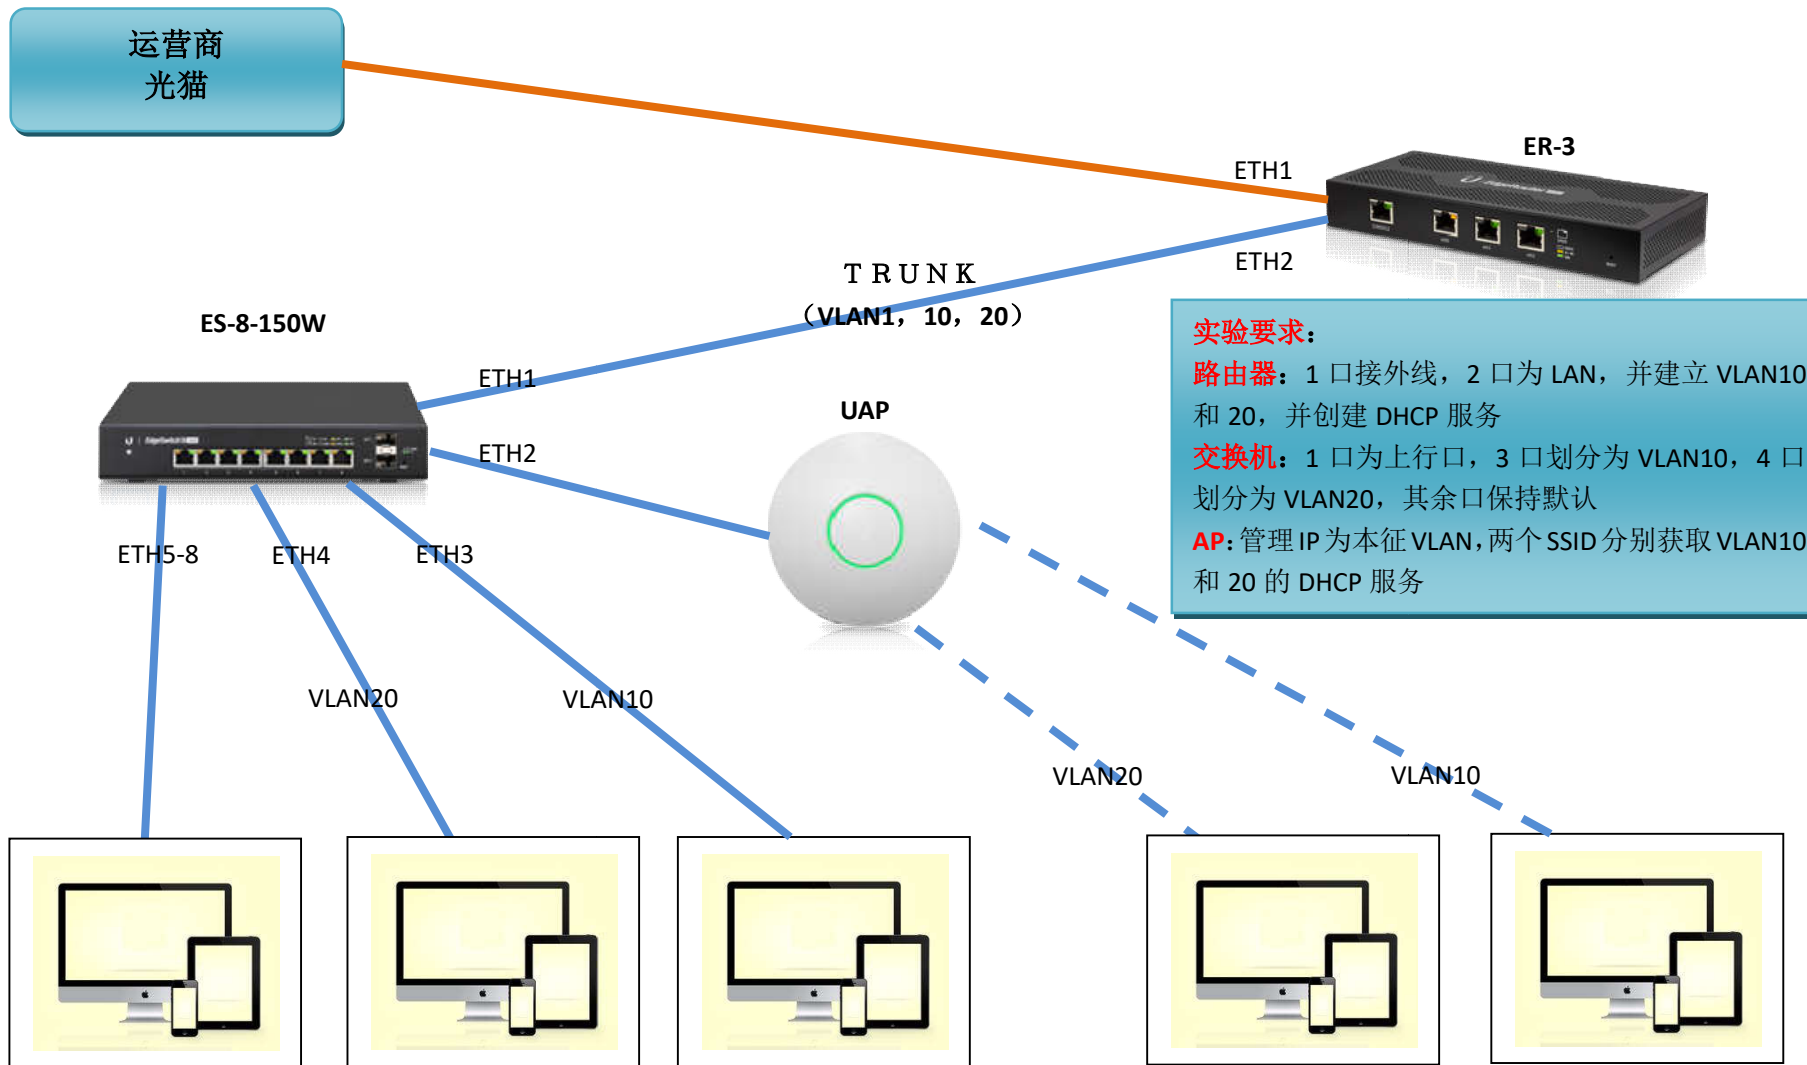 运营商
光猫
ER-3
ETH1
ETH2
ＴＲＵＮＫ
（VLAN1，10，20）
ES-8-150W
ETH1
UAP
ETH2
实验要求：
路由器：1 口接外线，2 口为 LAN，并建立 VLAN10
和 20，并创建 DHCP 服务
交换机：1 口为上行口，3 口划分为 VLAN10，4 口
划分为 VLAN20，其余口保持默认
AP：管理 IP 为本征 VLAN，两个 SSID 分别获取 VLAN10
和 20 的 DHCP 服务
ETH5-8
ETH4
ETH3
VLAN20
VLAN10
VLAN20
VLAN10